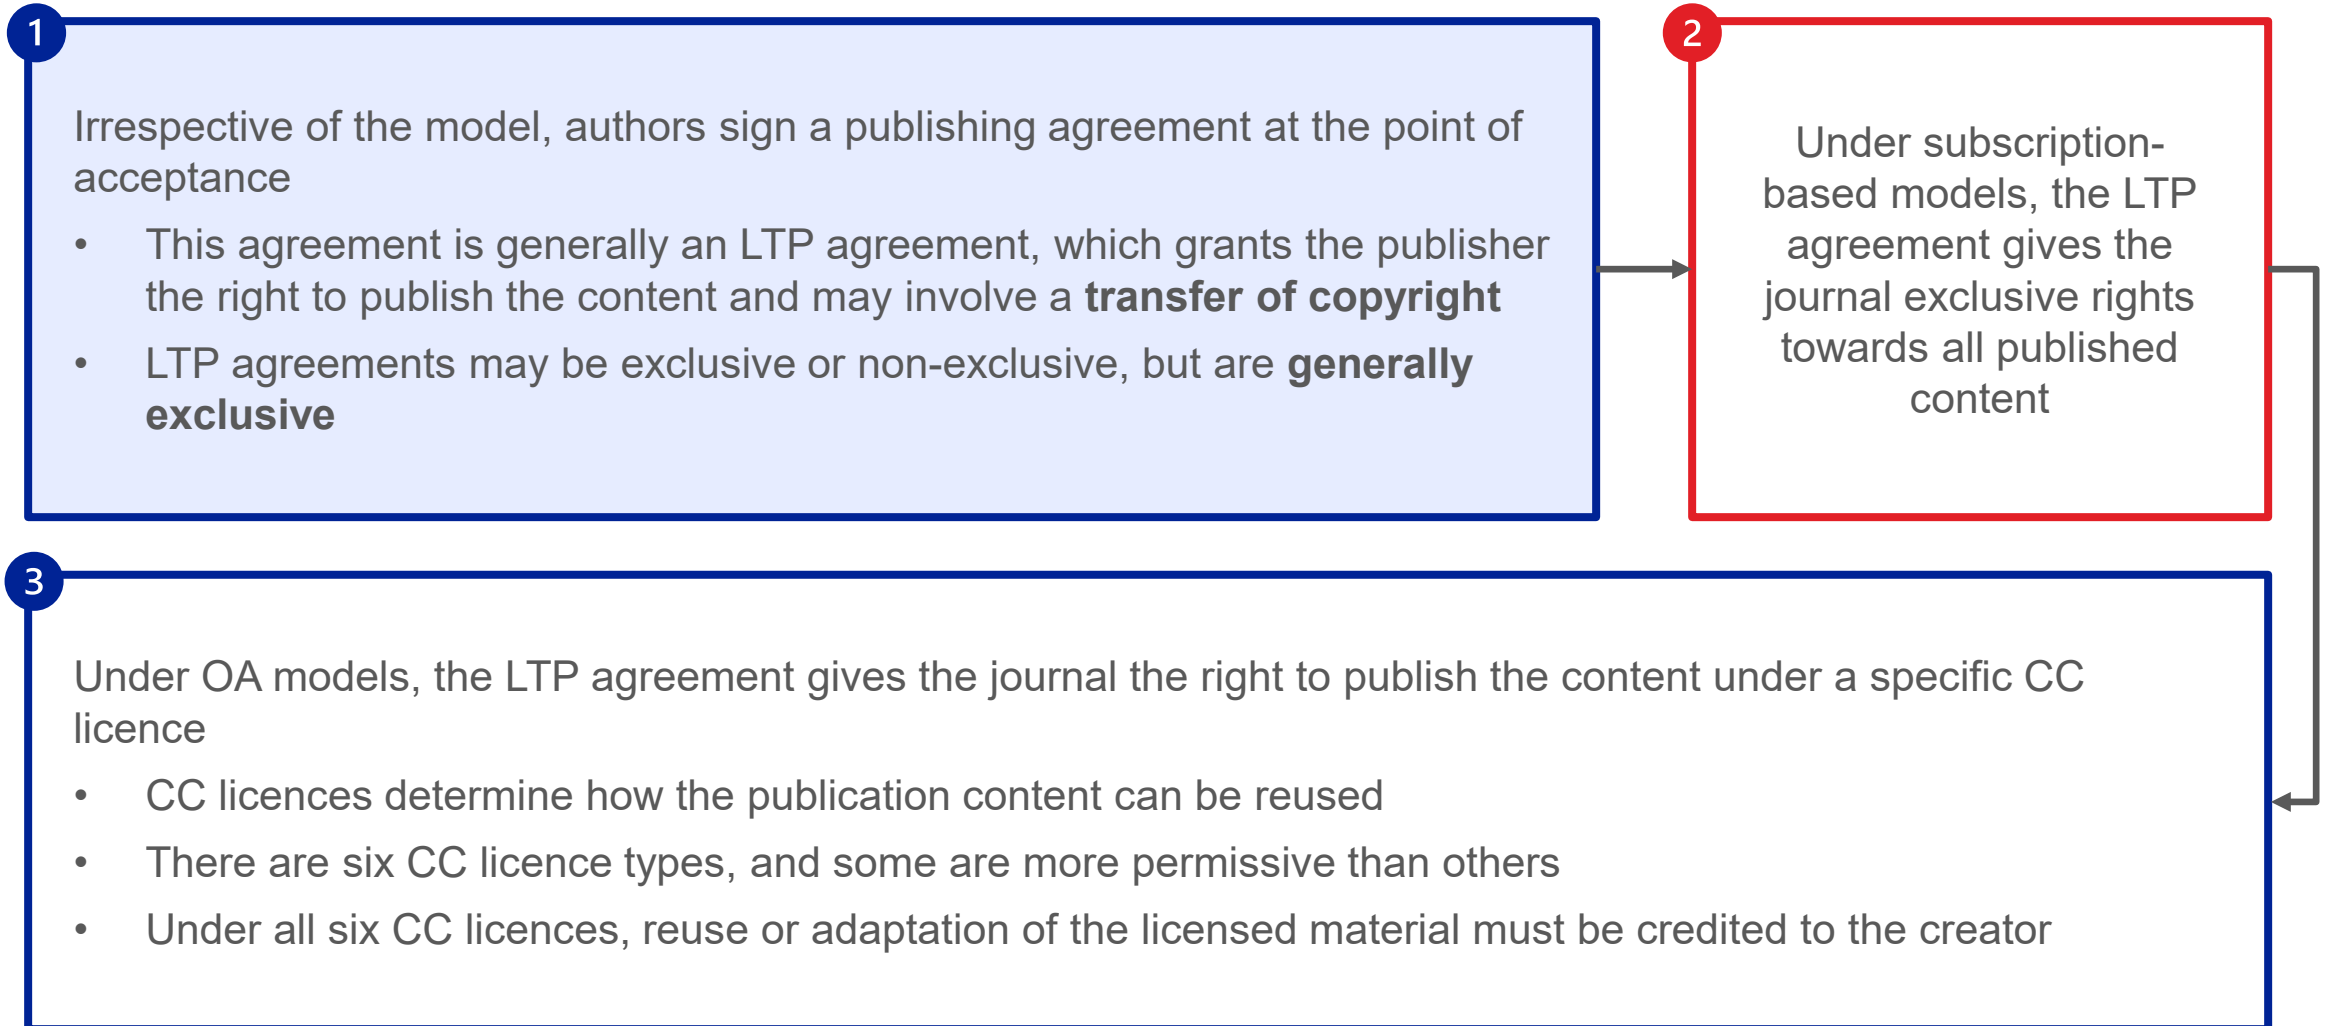 1
Irrespective of the model, authors sign a publishing agreement at the point of
acceptance
• This agreement is generally an LTP agreement, which grants the publisher
the right to publish the content and may involve a transfer of copyright
• LTP agreements may be exclusive or non-exclusive, but are generally
exclusive
2
Under subscription-
based models, the LTP
agreement gives the
journal exclusive rights
towards all published
content
3
Under OA models, the LTP agreement gives the journal the right to publish the content under a specific CC
licence
• CC licences determine how the publication content can be reused
• There are six CC licence types, and some are more permissive than others
• Under all six CC licences, reuse or adaptation of the licensed material must be credited to the creator